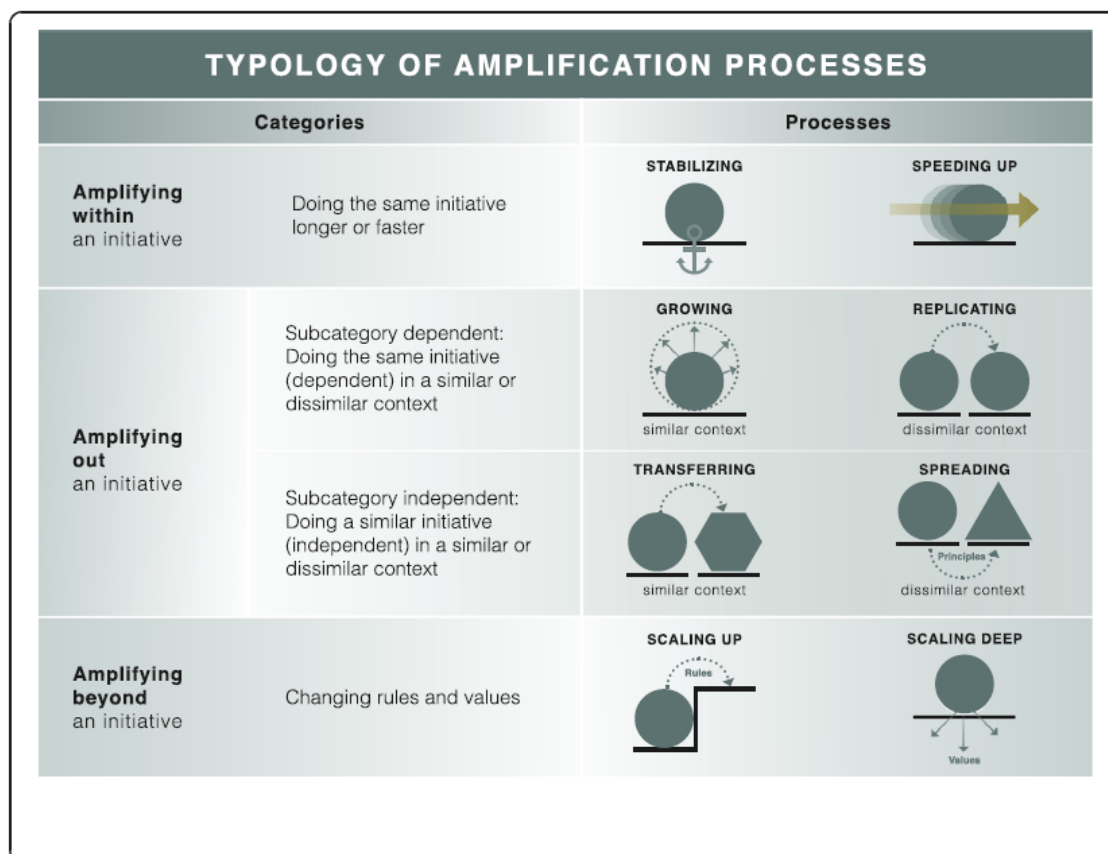 TYPOLOGY OF AMPLIFICATION PROCESSES
Categories
Processes
Amplifying
within
an initiative
Doing the same initiative
longer or faster
STABILIZING
SPEEDING UP
Amplifying
out
an initiative
Subcategory dependent:
Doing the same initiative
(dependent) in a similar or
dissimilar context
GROWING
similar context
REPLICATING
dissimilar context
Subcategory independent:
Doing a similar initiative
(independent) in a similar or
dissimilar context
TRANSFERRING
similar context
SPREADING
Principles
dissimilar context
Amplifying
beyond
an initiative
Changing rules and values
SCALING UP
Rules
SCALING DEEP
Values